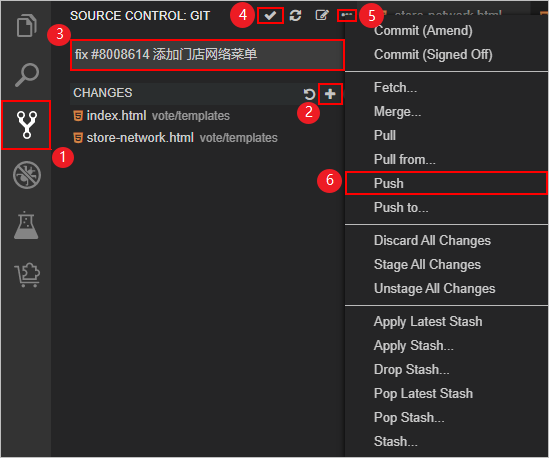 SOURCE CONTROL: GIT
4
5
store-network.html
3
fix #8008614 添加门店网络菜单
CHANGES
index.html vote/templates
2
store-network.html vote/templates
1
Commit (Amend)
Commit (Signed Off)
Fetch...
Merge...
Pull
Pull from...
6
Push
Push to...
Discard All Changes
Stage All Changes
Unstage All Changes
Apply Latest Stash
Apply Stash...
Drop Stash...
Pop Latest Stash
Pop Stash...
Stash...